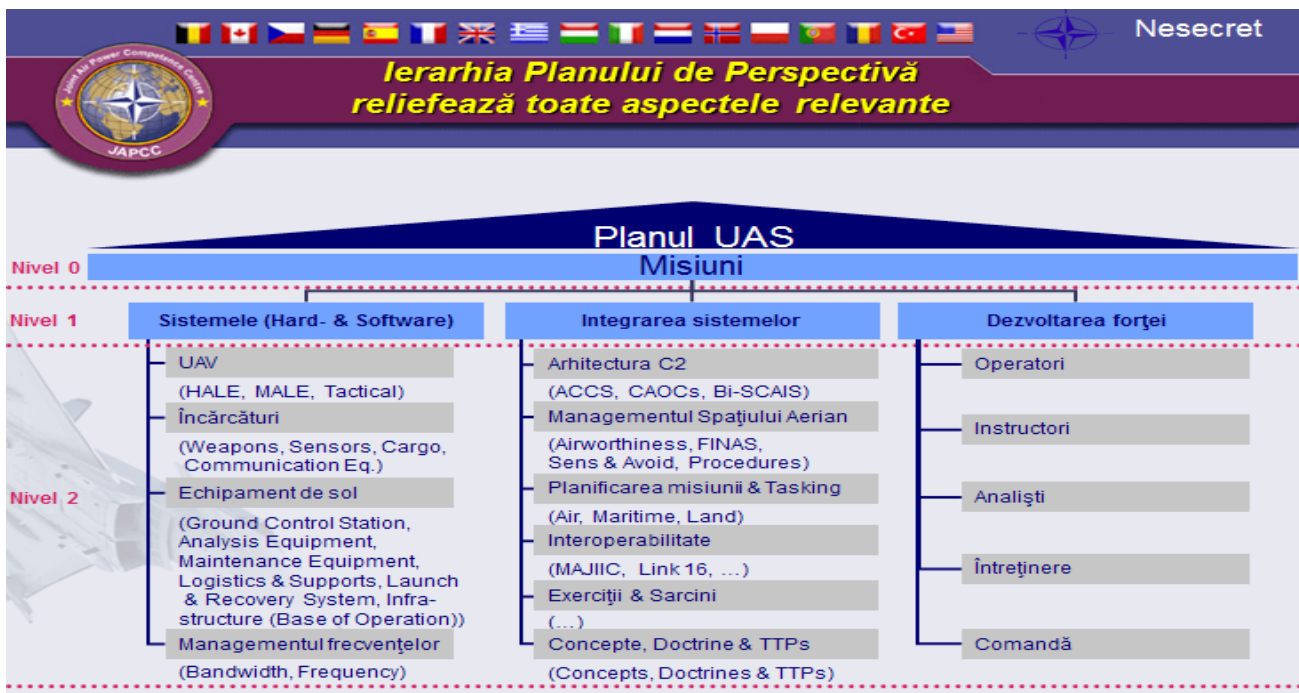 Nesecret
Joint Air Power Competence Centre
JAPCC
Ierarhia Planului de Perspectivă
reliefează toate aspectele relevante
Planul UAS
Nivel 0
Misiuni
Nivel 1
Sistemele (Hard- & Software)
Integrarea sistemelor
Dezvoltarea forţei
Nivel 2
UAV
(HALE, MALE, Tactical)
Încărcături
(Weapons, Sensors, Cargo,
Communication Eq.)
Echipament de sol
(Ground Control Station,
Analysis Equipment,
Maintenance Equipment,
Logistics & Supports, Launch
& Recovery System, Infra-
structure (Base of Operation))
Managementul frecvenţelor
(Bandwidth, Frequency)
Arhitectura C2
(ACCS, CAOCs, Bi-SCAIS)
Managementul Spaţiului Aerian
(Airworthiness, FINAS,
Sens & Avoid, Procedures)
Planificarea misiunii & Tasking
(Air, Maritime, Land)
Interoperabilitate
(MAJIIC, Link 16, ...)
Exerciţii & Sarcini
(...)
Concepte, Doctrine & TTPs
(Concepts, Doctrines & TTPs)
Operatori
Instructori
Analişti
Întreţinere
Comandă